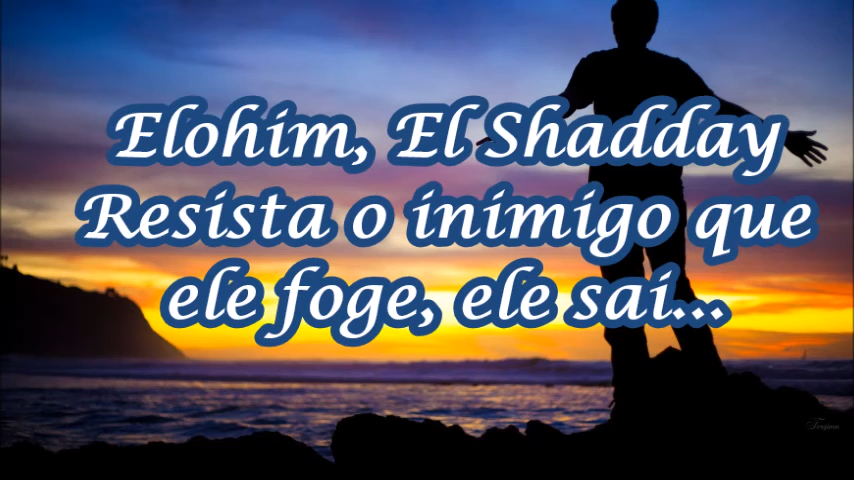 Elohim, El Shadday
Resista o inimigo que
ele foge, ele sai...